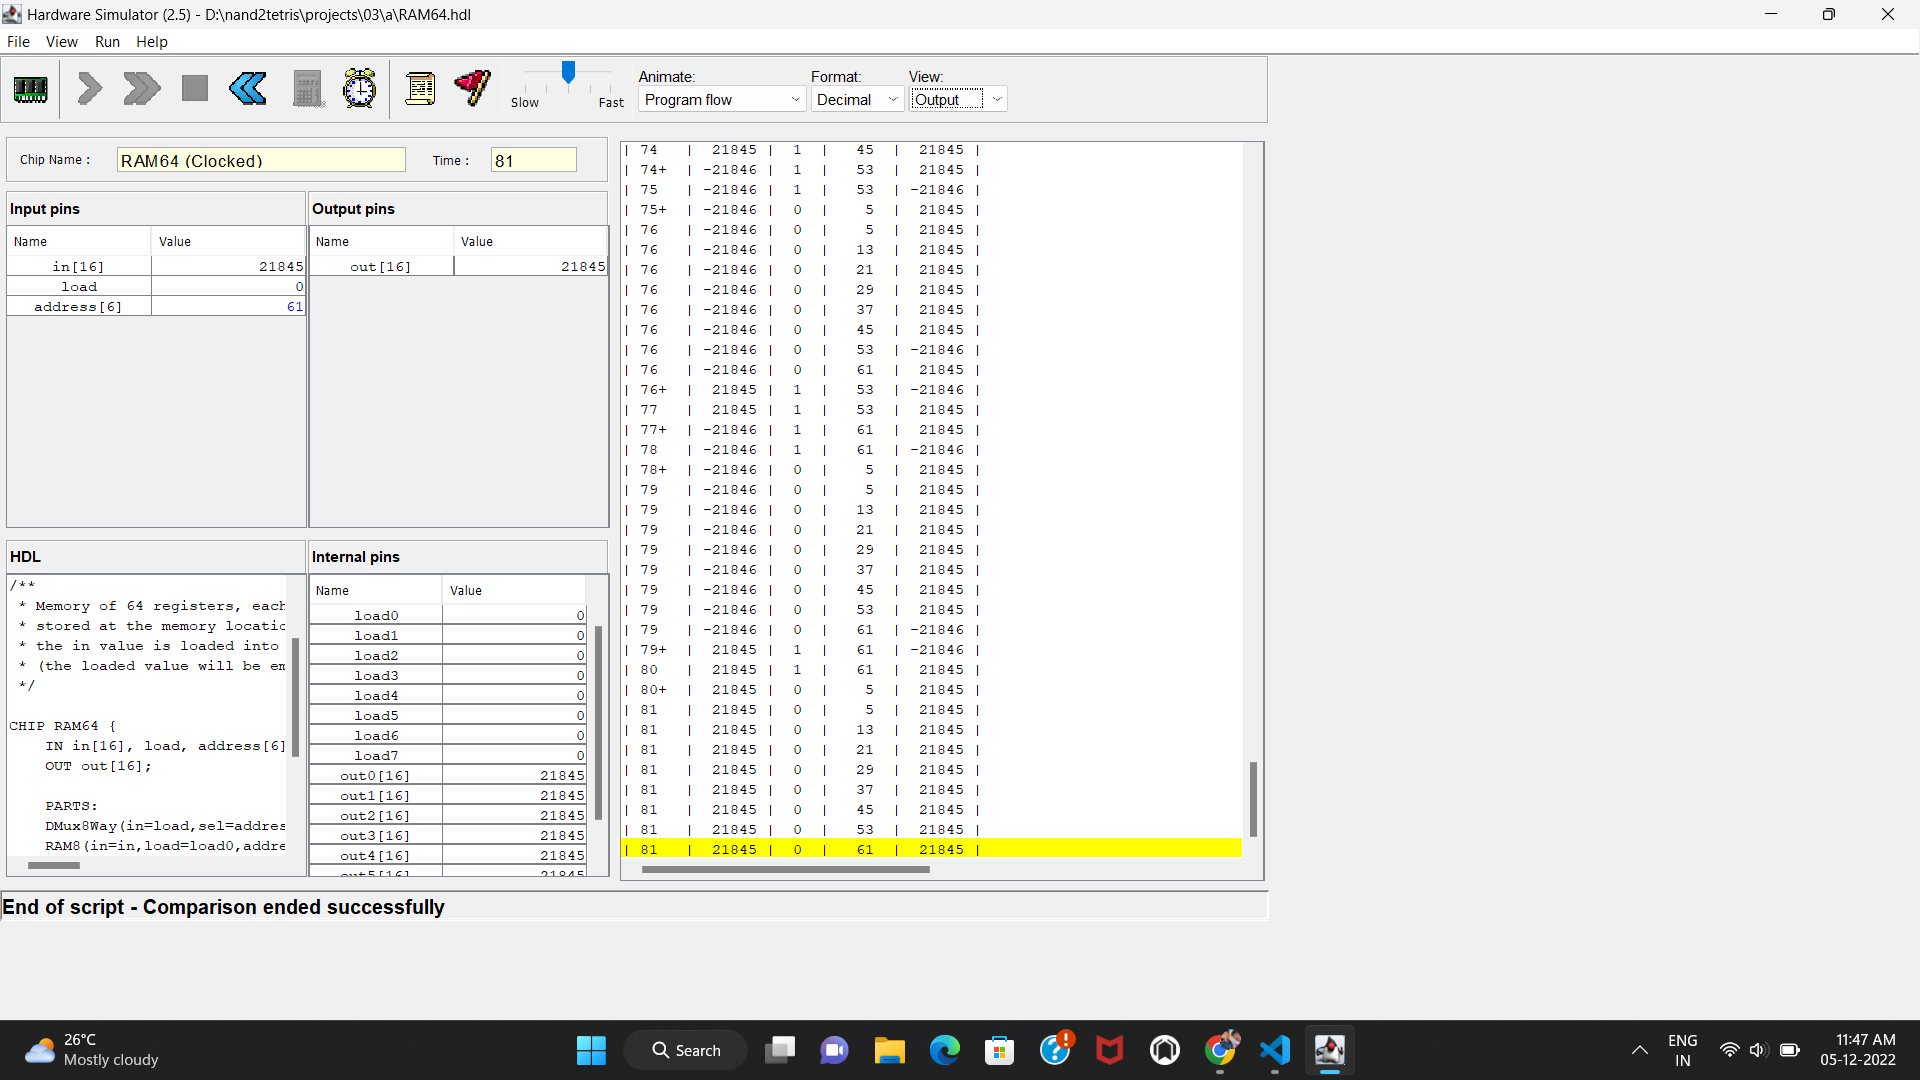 Hardware Simulator (2.5) - D:\nand2tetris\projects\03\a\RAM64.hdl
File View Run Help
Animate: Format: View:
Slow Fast Program flow Decimal Output
Chip Name : RAM64 (Clocked) Time : 81
Input pins
Name Value
in[16] 21845
load 0
address[6] 61
Output pins
Name Value
out[16] 21845
HDL
/**
* Memory of 64 registers, each
* stored at the memory locatio
* the in value is loaded into
* (the loaded value will be em
*/
CHIP RAM64 {
IN in[16], load, address[6]
OUT out[16];
PARTS:
DMux8Way(in=load,sel=addres
RAM8(in=in,load=load0,addre
Internal pins
Name Value
load0 0
load1 0
load2 0
load3 0
load4 0
load5 0
load6 0
load7 0
out0[16] 21845
out1[16] 21845
out2[16] 21845
out3[16] 21845
out4[16] 21845
out5[16] 21845
| 74 | 21845 | 1 | 45 | 21845 |
| 74+ | -21846 | 1 | 53 | 21845 |
| 75 | -21846 | 1 | 53 | -21846 |
| 75+ | -21846 | 0 | 5 | 21845 |
| 76 | -21846 | 0 | 5 | 21845 |
| 76 | -21846 | 0 | 13 | 21845 |
| 76 | -21846 | 0 | 21 | 21845 |
| 76 | -21846 | 0 | 29 | 21845 |
| 76 | -21846 | 0 | 37 | 21845 |
| 76 | -21846 | 0 | 45 | 21845 |
| 76 | -21846 | 0 | 53 | -21846 |
| 76 | -21846 | 0 | 61 | 21845 |
| 76+ | 21845 | 1 | 53 | -21846 |
| 77 | 21845 | 1 | 53 | 21845 |
| 77+ | -21846 | 1 | 61 | 21845 |
| 78 | -21846 | 1 | 61 | -21846 |
| 78+ | -21846 | 0 | 5 | 21845 |
| 79 | -21846 | 0 | 5 | 21845 |
| 79 | -21846 | 0 | 13 | 21845 |
| 79 | -21846 | 0 | 21 | 21845 |
| 79 | -21846 | 0 | 29 | 21845 |
| 79 | -21846 | 0 | 37 | 21845 |
| 79 | -21846 | 0 | 45 | 21845 |
| 79 | -21846 | 0 | 53 | 21845 |
| 79 | -21846 | 0 | 61 | -21846 |
| 79+ | 21845 | 1 | 61 | -21846 |
| 80 | 21845 | 1 | 61 | 21845 |
| 80+ | 21845 | 0 | 5 | 21845 |
| 81 | 21845 | 0 | 5 | 21845 |
| 81 | 21845 | 0 | 13 | 21845 |
| 81 | 21845 | 0 | 21 | 21845 |
| 81 | 21845 | 0 | 29 | 21845 |
| 81 | 21845 | 0 | 37 | 21845 |
| 81 | 21845 | 0 | 45 | 21845 |
| 81 | 21845 | 0 | 53 | 21845 |
| 81 | 21845 | 0 | 61 | 21845 |
End of script - Comparison ended successfully
26°C
Mostly cloudy
Search
ENG
IN
11:47 AM
05-12-2022